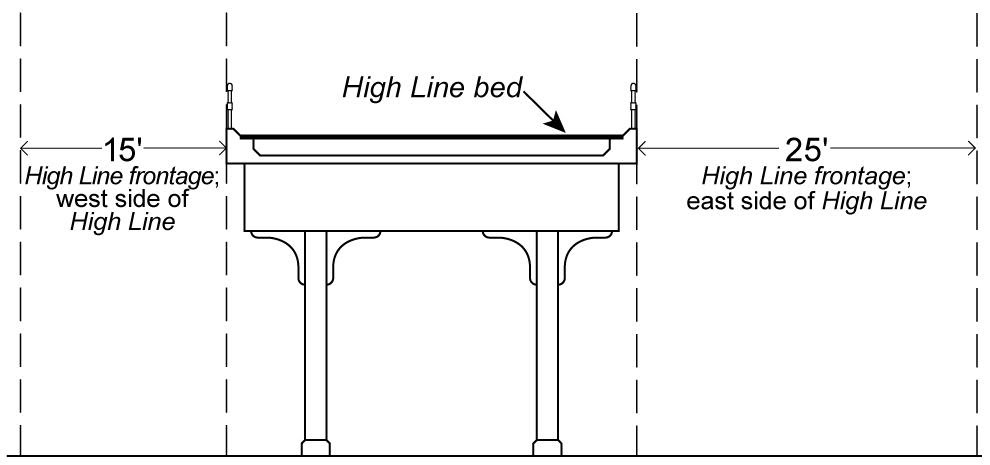 High Line bed
15'
High Line frontage;
west side of
High Line
25'
High Line frontage;
east side of High Line